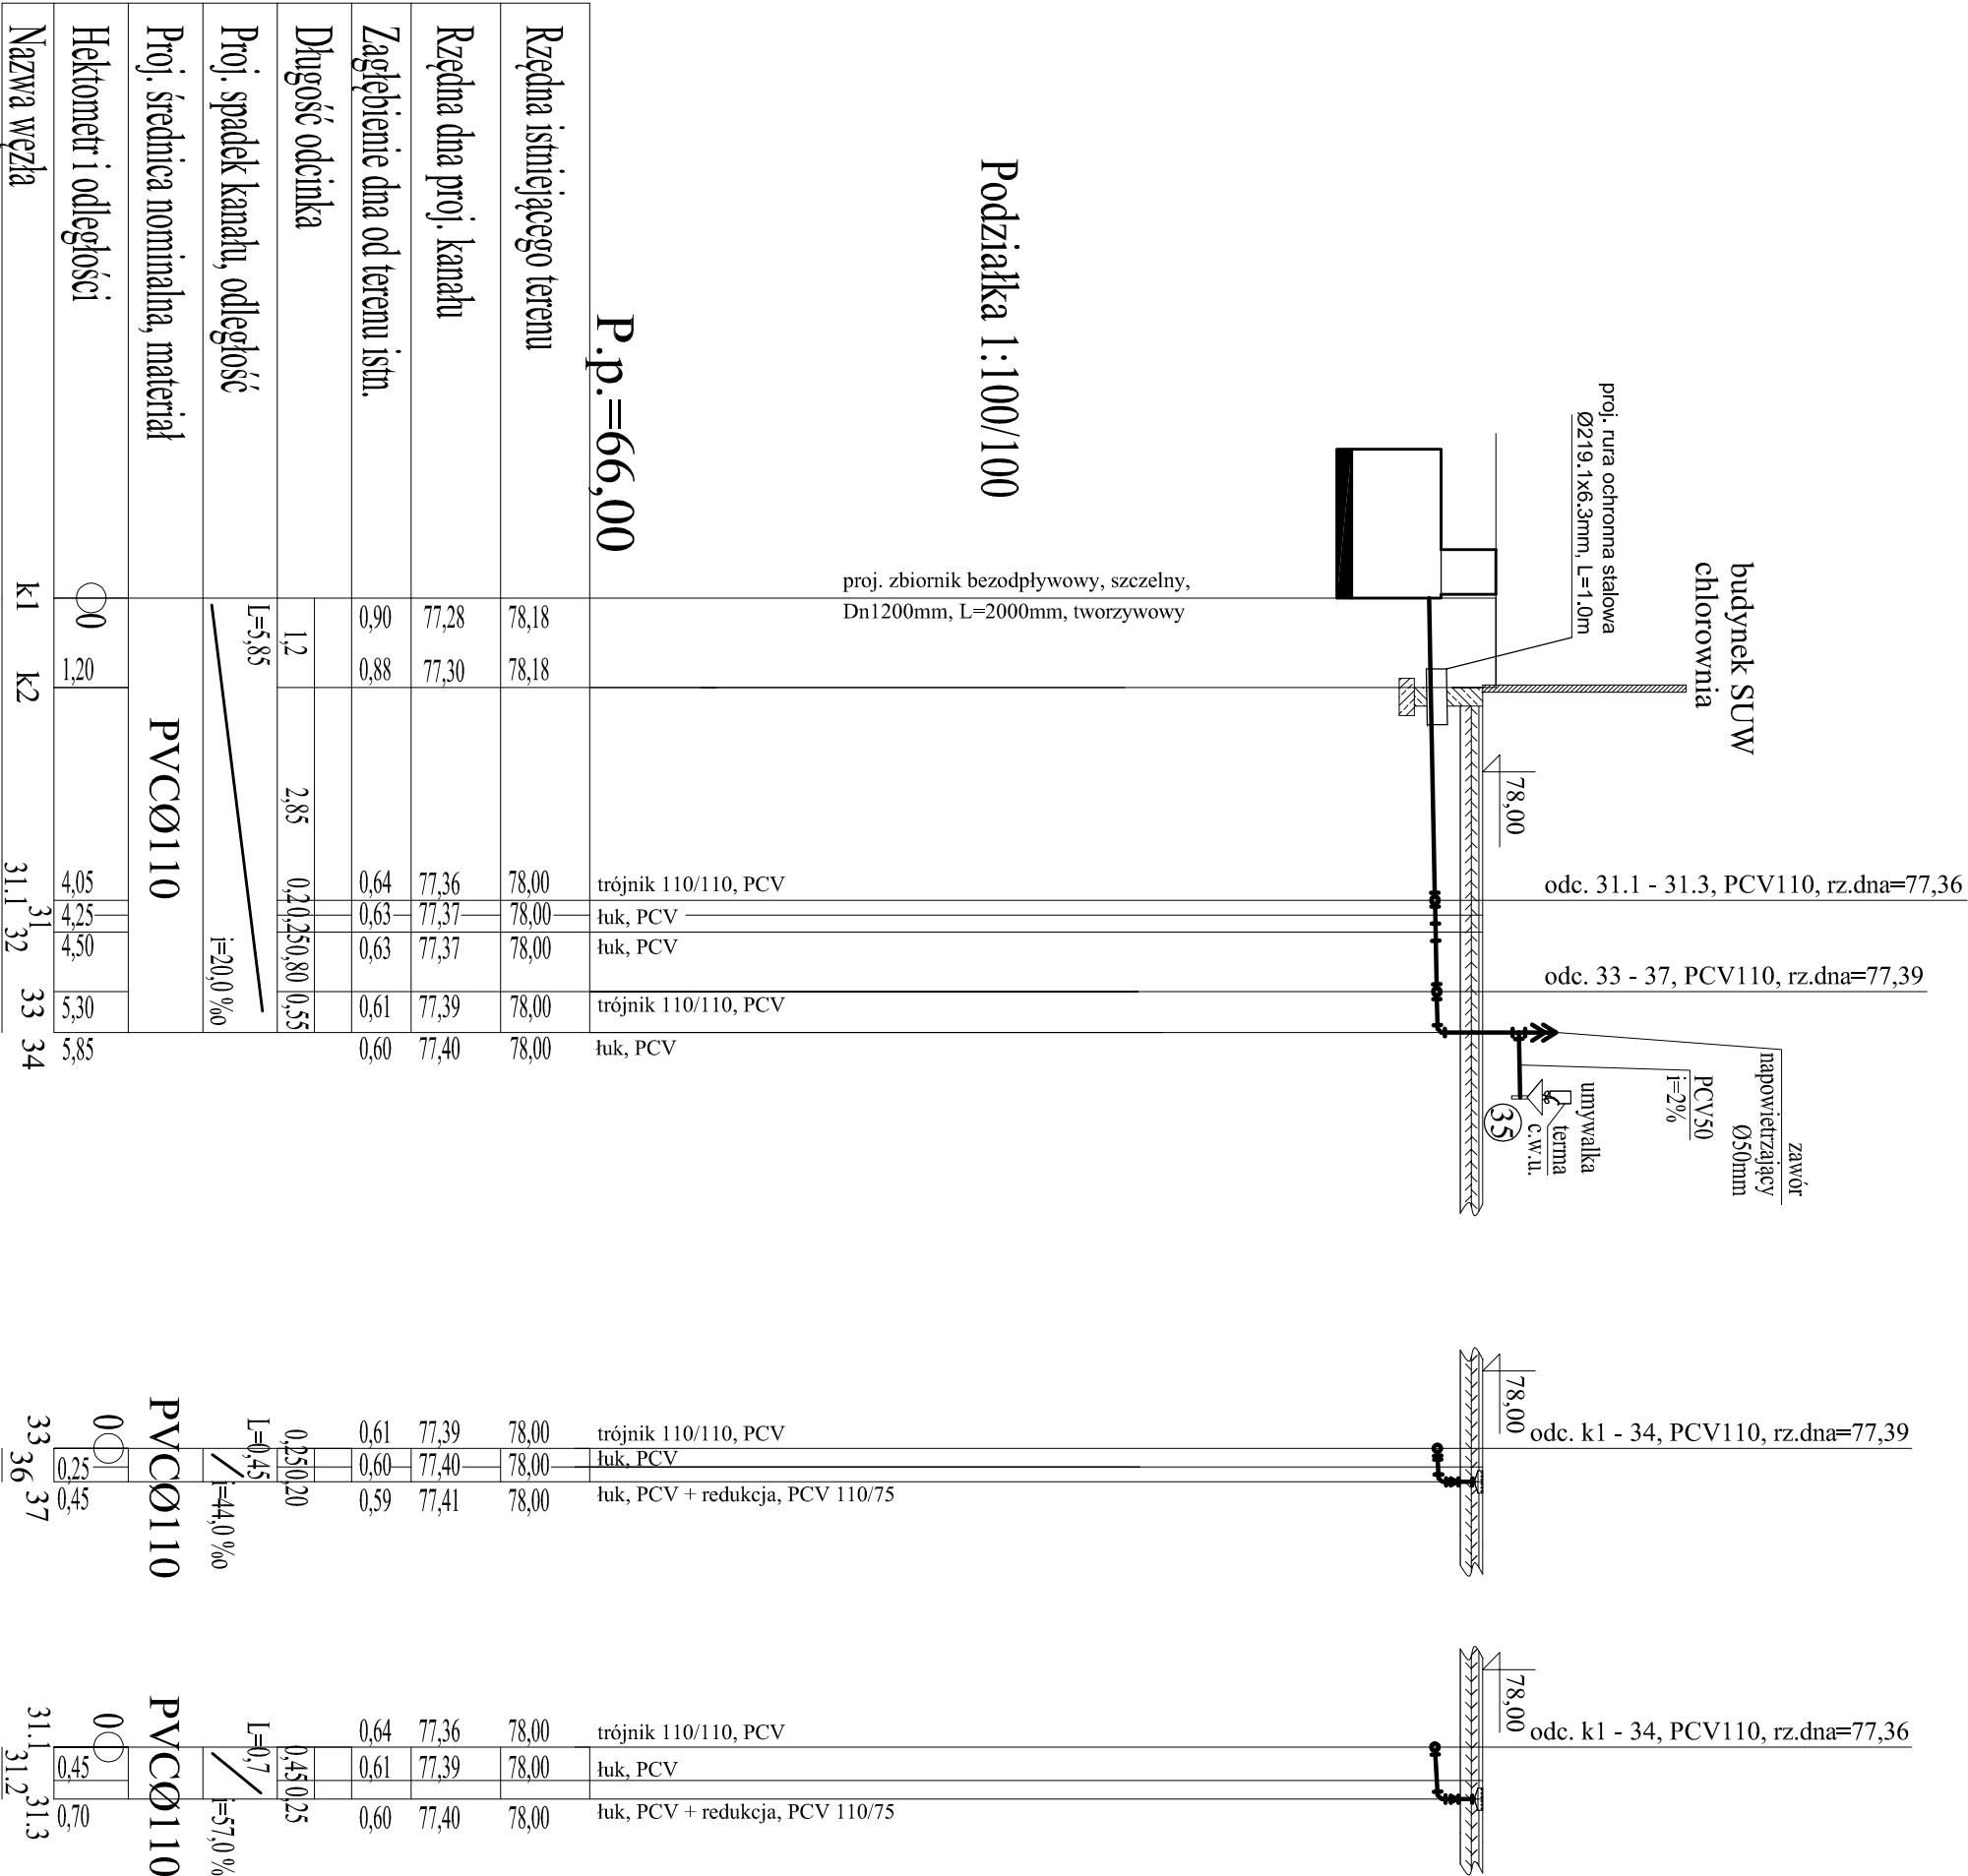 budynek SUW
chlorownia
proj. rura ochronna stalowa
Ø219.1x6.3mm, L=1.0m
78,00
odc. 31.1 - 31.3, PCV110, rz.dna=77,36
odc. 33 - 37, PCV110, rz.dna=77,39
zawór
napowietrzający
Ø50mm
PCV50
i=2%
umywalka
terma
c.w.u.
35
78,00
odc. k1 - 34, PCV110, rz.dna=77,39
78,00
odc. k1 - 34, PCV110, rz.dna=77,36
Podziałka 1:100/100
proj. zbiornik bezodpływowy, szczelny,
Dn1200mm, L=2000mm, tworzywowy
trójnik 110/110, PCV
łuk, PCV
łuk, PCV
trójnik 110/110, PCV
łuk, PCV
trójnik 110/110, PCV
łuk, PCV
łuk, PCV + redukcja, PCV 110/75
trójnik 110/110, PCV
łuk, PCV
łuk, PCV + redukcja, PCV 110/75
P.p.=66,00
Rzędna istniejącego terenu 78,18 78,18 78,00 78,00 78,00 78,00 78,00 78,00 78,00 78,00 78,00 78,00 78,00
Rzędna dna proj. kanału 77,28 77,30 77,36 77,37 77,37 77,39 77,40 77,39 77,40 77,41 77,36 77,39 77,40
Zagłębienie dna od terenu istn. 0,90 0,88 0,64 0,63 0,63 0,61 0,60 0,61 0,60 0,59 0,64 0,61 0,60
Długość odcinka 1,2 2,85 0,20 0,25 0,80 0,55 0,25 0,20 0,45 0,25
Proj. spadek kanału, odległość L=5,85 i=20,0 ‰ L=0,45 i=44,0 ‰ L=0,7 i=57,0 %
Proj. średnica nominalna, materiał PVCØ110 PVCØ110 PVCØ110
Hektometr i odległości 00 1,20 4,05 4,25 4,50 5,30 5,85 00 0,25 0,45 00 0,45 0,70
Nazwa węzła k1 k2 31.1 31 32 33 34 33 36 37 31.1 31.2 31.3